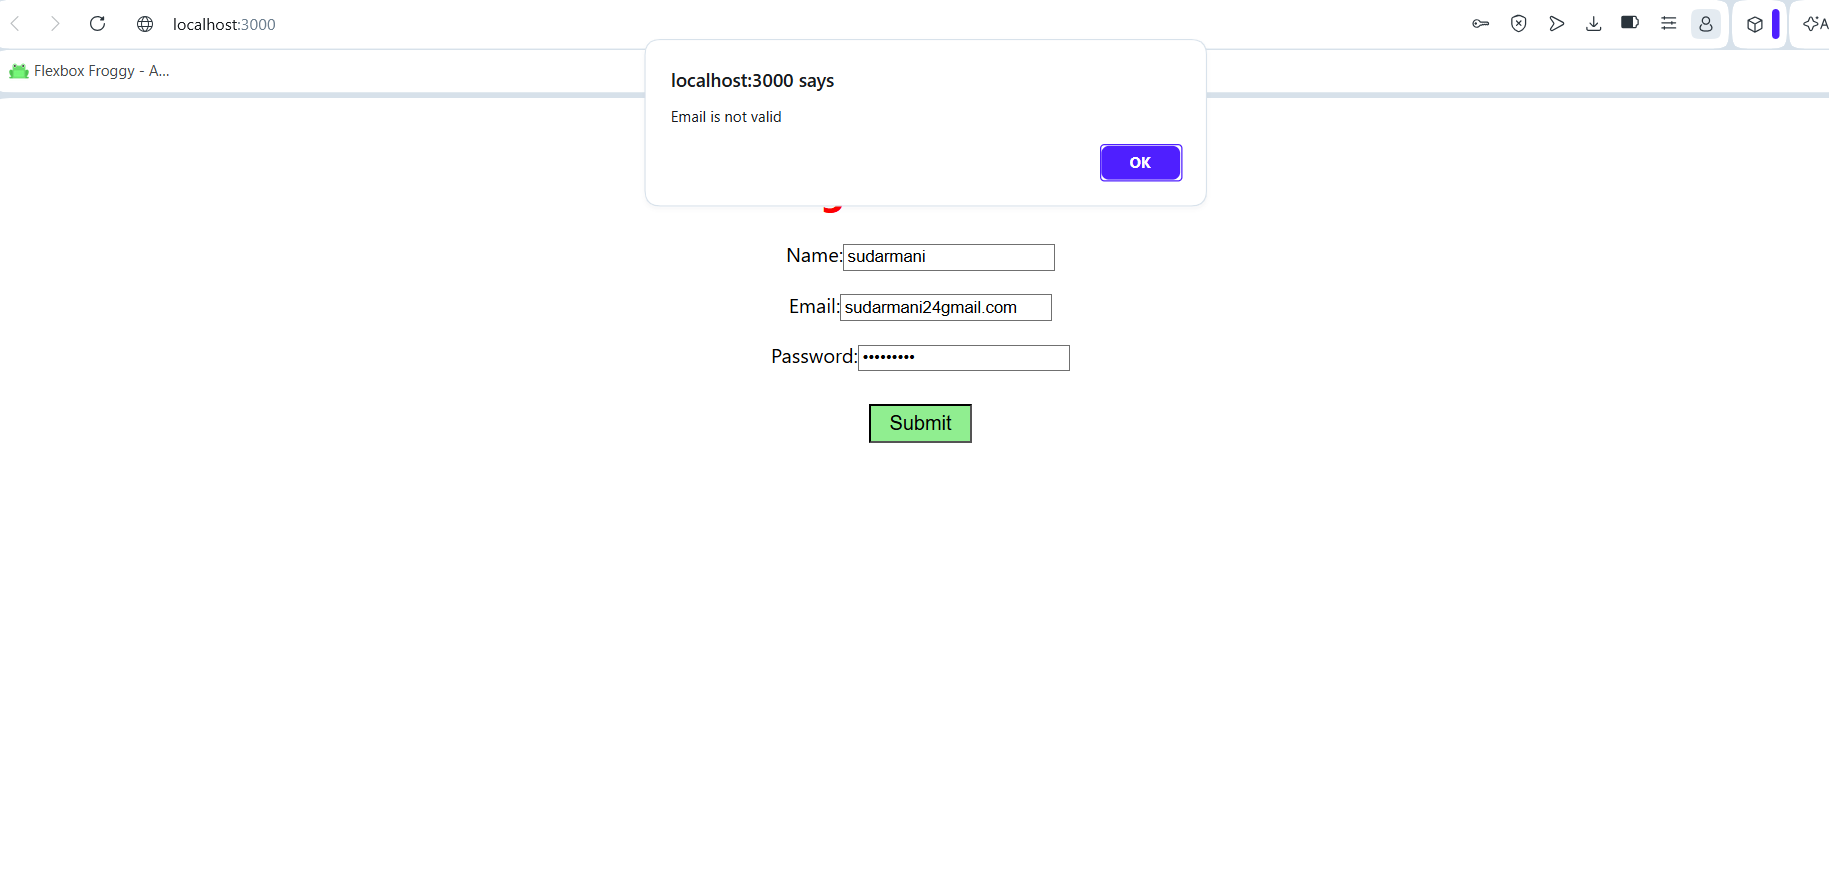 localhost:3000
Flexbox Froggy - A...
localhost:3000 says
Email is not valid
OK
Name: sudarmani
Email: sudarmani24gmail.com
Password: •••••••••
Submit